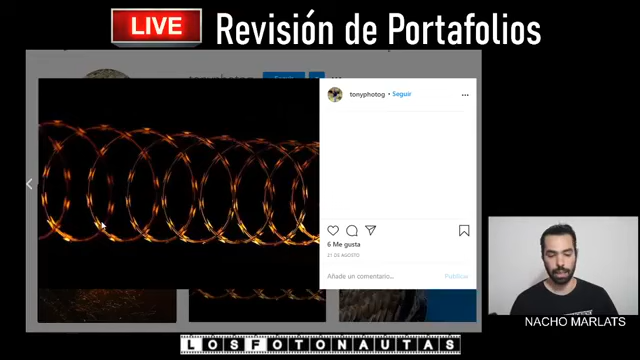 LIVE
Revisión de Portafolios
tonyphotog
tonyphotog • Seguir
6 Me gusta
21 DE AGOSTO
Añade un comentario...
Publicar
NACHO MARLATS
LOSFOTONAUTAS